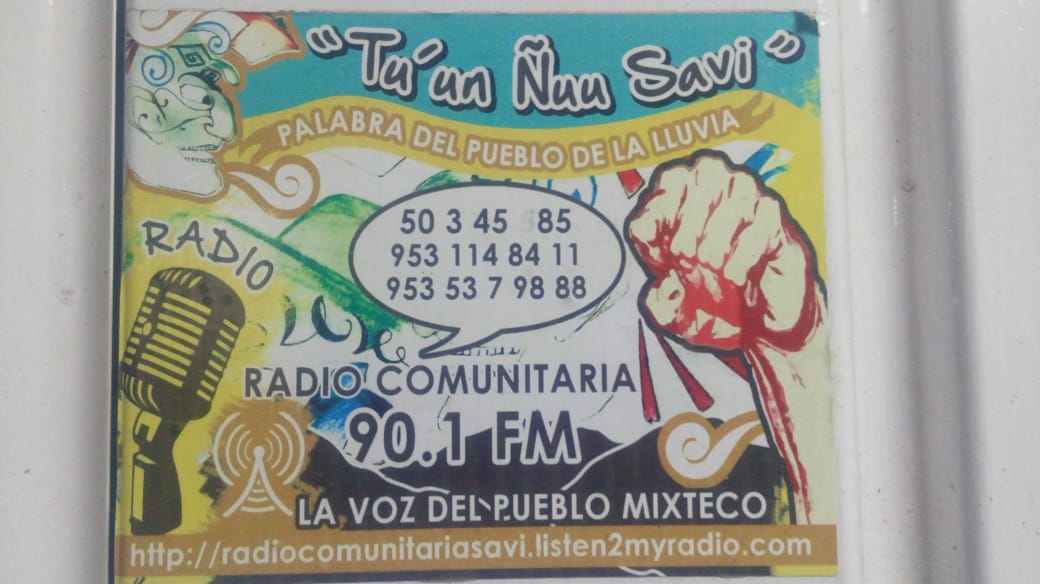 "Tu´un Ñuu Savi"
PALABRA DEL PUEBLO DE LA LLUVIA
RADIO
50 3 45 85
953 114 84 11
953 53 7 98 88
RADIO COMUNITARIA
90.1 FM
LA VOZ DEL PUEBLO MIXTECO
http://radiocomunitariasavi.listen2myradio.com